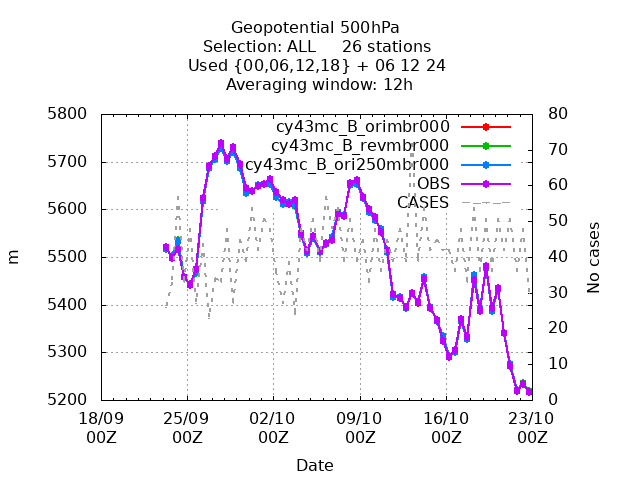 Geopotential 500hPa
Selection: ALL     26 stations
Used {00,06,12,18} + 06 12 24
Averaging window: 12h
cy43mc_B_orimbr000
cy43mc_B_revmbr000
cy43mc_B_ori250mbr000
OBS
CASES
5800
5700
5600
5500
5400
5300
5200
m
80
70
60
50
40
30
20
10
0
No cases
18/09 25/09 02/10 09/10 16/10 23/10
00Z 00Z 00Z 00Z 00Z 00Z
Date